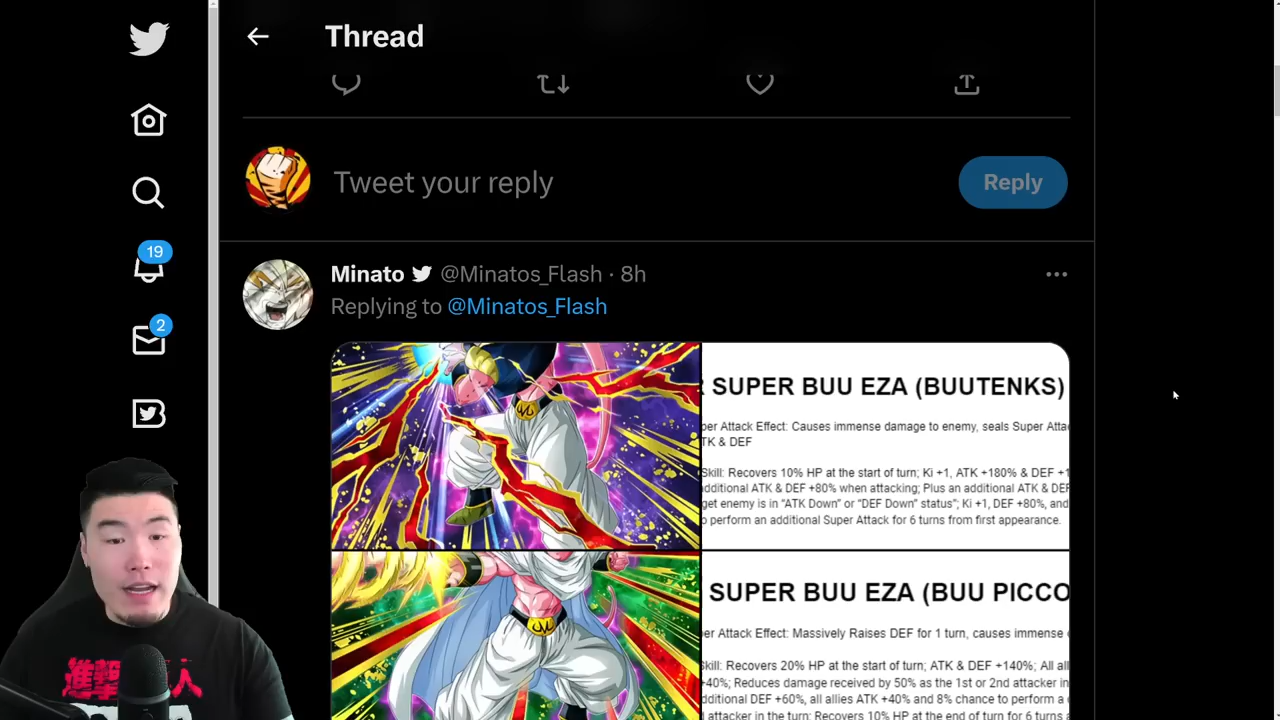 Thread
Tweet your reply
Reply
19
2
Minato @Minatos_Flash · 8h
Replying to @Minatos_Flash
SUPER BUU EZA (BUUTENKS)
Attack Effect: Causes immense damage to enemy, seals Super
TK & DEF
Skill: Recovers 10% HP at the start of turn; Ki +1, ATK +180% & DEF +1
additional ATK & DEF +80% when attacking; Plus an additional ATK & DEF
get enemy is in "ATK Down" or "DEF Down" status"; Ki +1, DEF +80%, and
o perform an additional Super Attack for 6 turns from first appearance.
SUPER BUU EZA (BUU PICCO
Attack Effect: Massively Raises DEF for 1 turn, causes immense
Skill: Recovers 20% HP at the start of turn; ATK & DEF +140%; All all
+40%; Reduces damage received by 50% as the 1st or 2nd attacker in
dditional DEF +60%, all allies ATK +40% and 8% chance to perform a
attacker in the turn; Recovers 10% HP at the end of turn for 6 turns
進撃 人